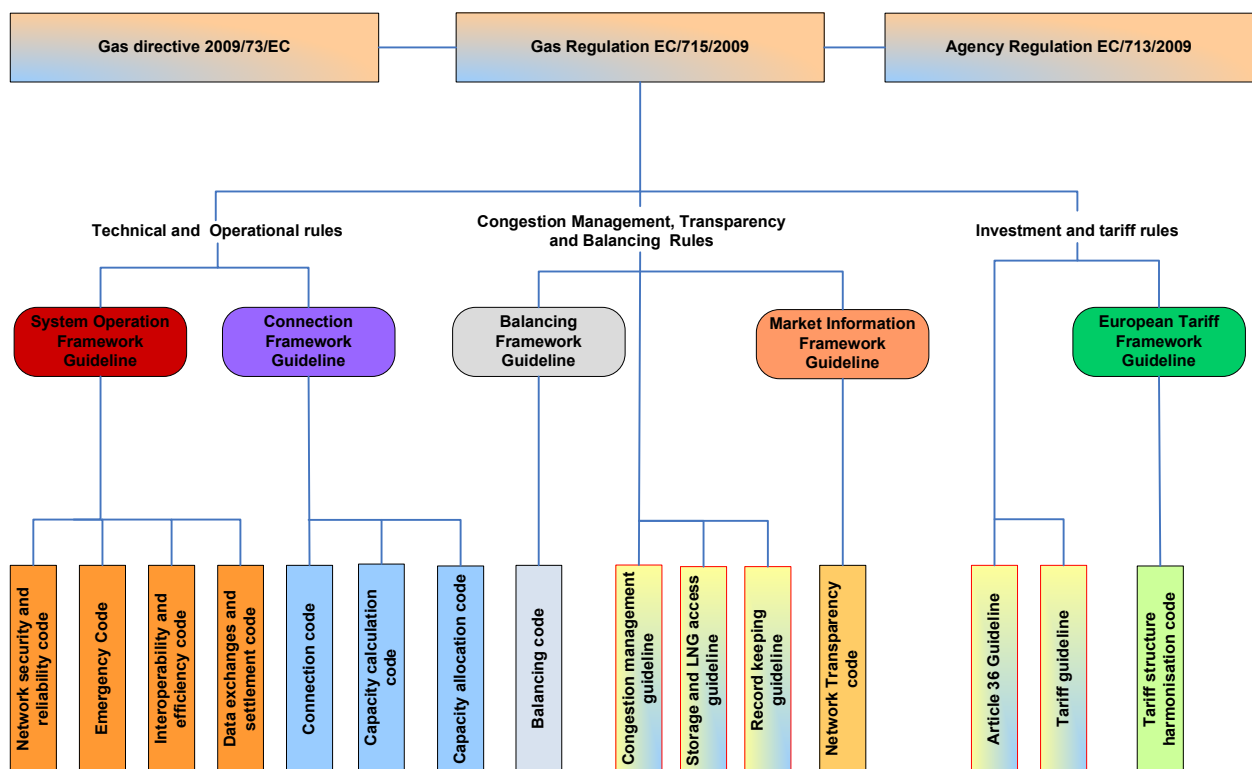 Gas directive 2009/73/EC
Gas Regulation EC/715/2009
Agency Regulation EC/713/2009
Technical and Operational rules
Congestion Management, Transparency
and Balancing Rules
Investment and tariff rules
System Operation
Framework
Guideline
Connection
Framework
Guideline
Balancing
Framework
Guideline
Market Information
Framework
Guideline
European Tariff
Framework
Guideline
Network security and
reliability code
Emergency Code
Interoperability and
efficiency code
Data exchanges and
settlement code
Connection code
Capacity calculation
code
Capacity allocation code
Balancing code
Congestion management
guideline
Storage and LNG access
guideline
Record keeping
guideline
Network Transparency
code
Article 36 Guideline
Tariff guideline
Tariff structure
harmonisation code